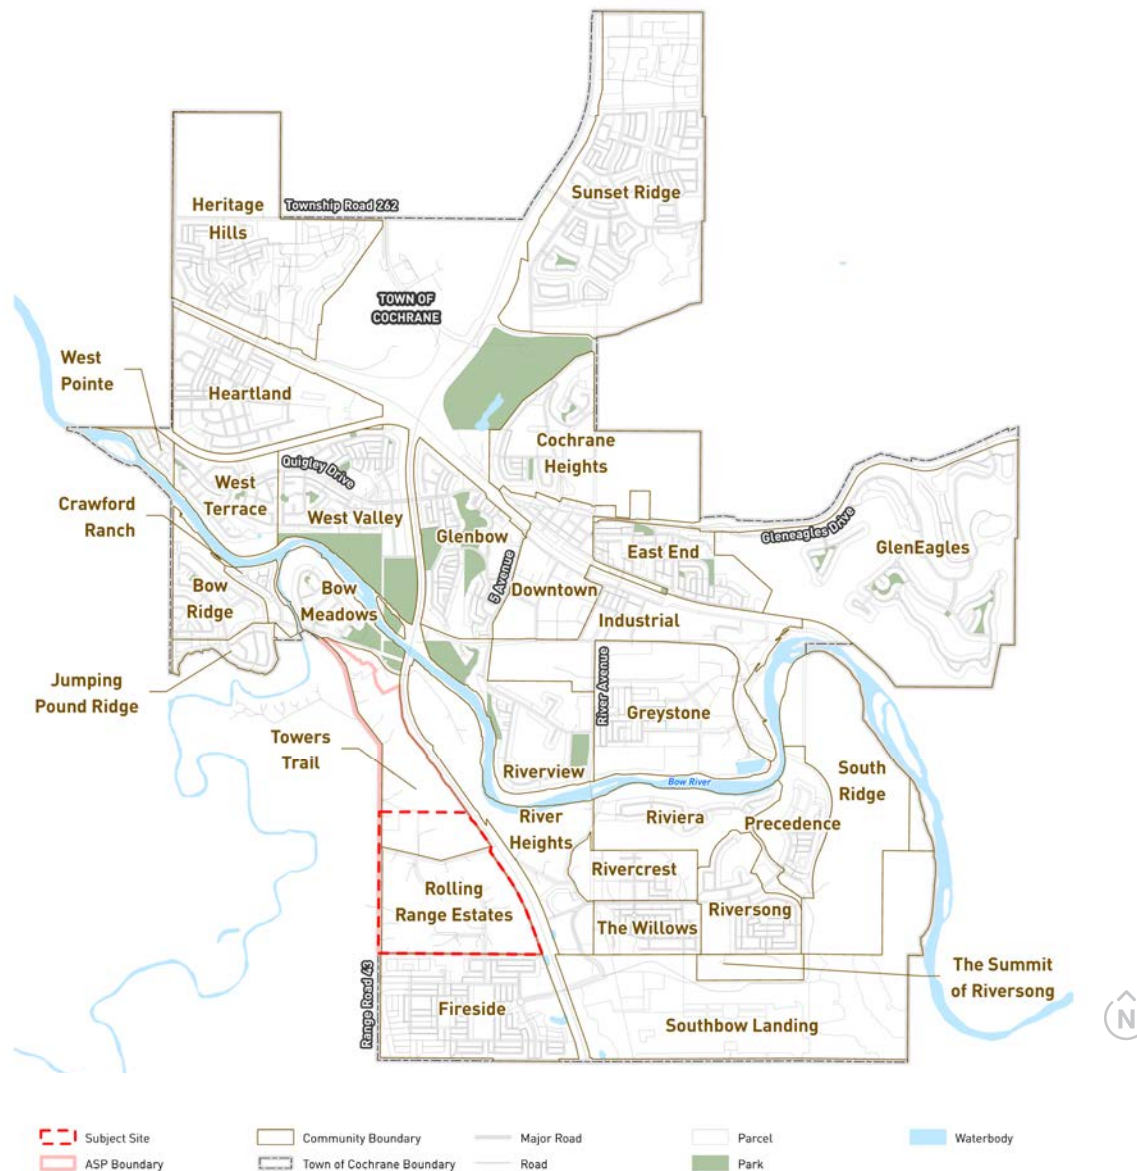 Sunset Ridge
Heritage
Hills
Township Road 262
TOWN OF
COCHRANE
West
Pointe
Heartland
Cochrane
Heights
Quigley Drive
West
Terrace
Crawford
Ranch
West Valley
Glenbow
Gleneagles Drive
GlenEagles
East End
5 Avenue
Downtown
Bow
Ridge
Bow
Meadows
Industrial
Jumping
Pound Ridge
River Avenue
Greystone
Towers
Trail
Riverview
Bow River
South
Ridge
River
Heights
Riviera
Precedence
Rivercrest
Rolling
Range Estates
Riversong
The Willows
The Summit
of Riversong
Range Road 43
Fireside
Southbow Landing
N
Subject Site
Community Boundary
Major Road
Parcel
Waterbody
ASP Boundary
Town of Cochrane Boundary
Road
Park